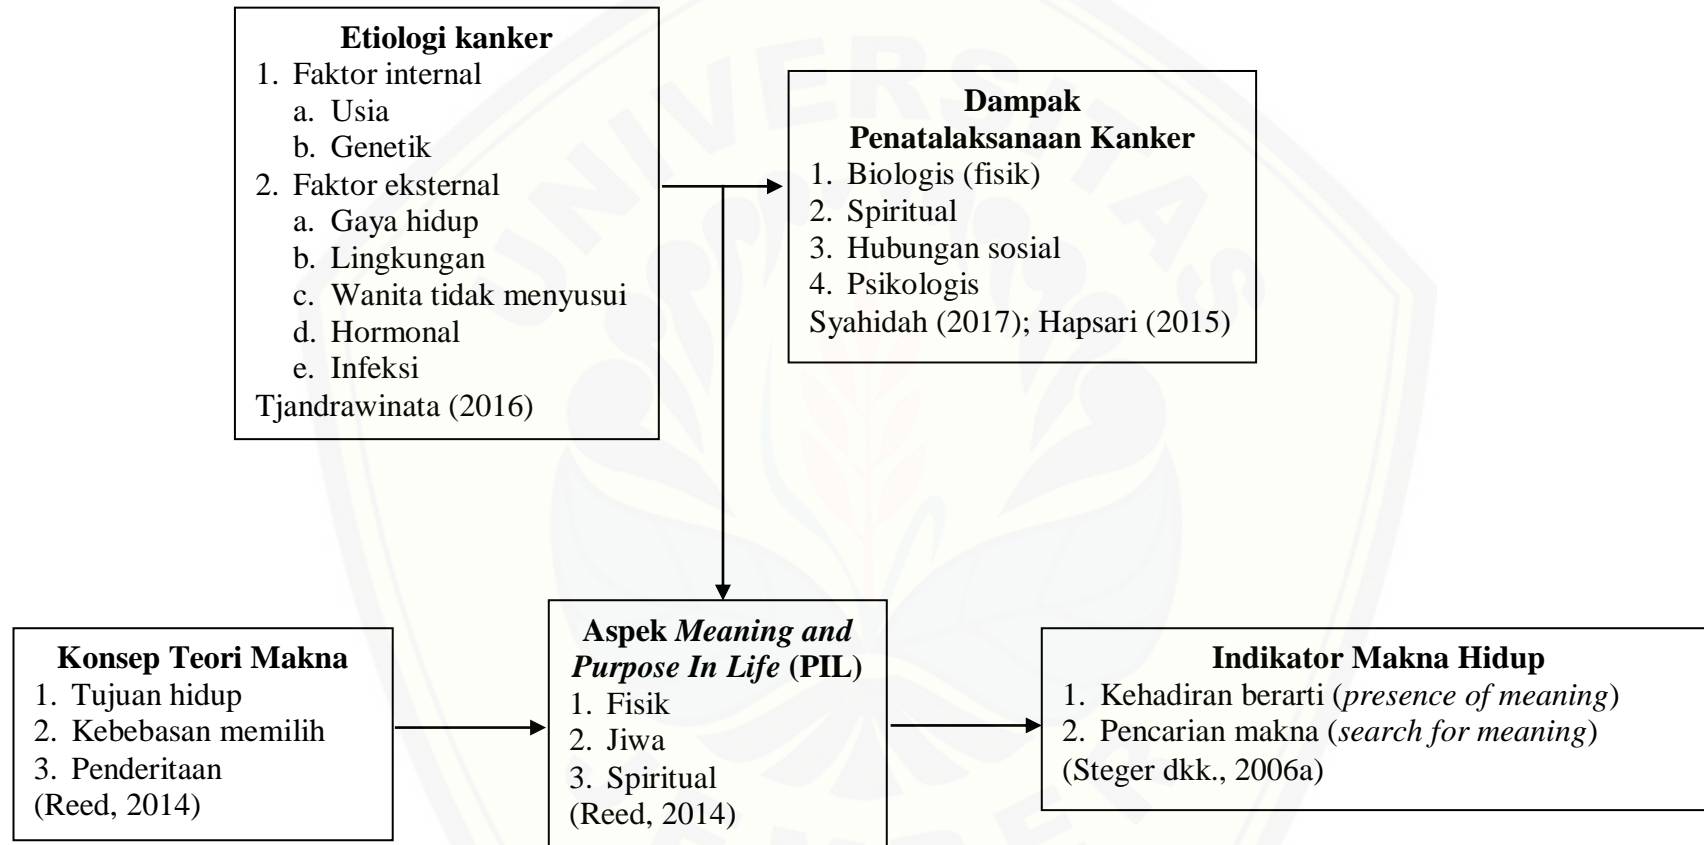 Etiologi kanker
1. Faktor internal
a. Usia
b. Genetik
2. Faktor eksternal
a. Gaya hidup
b. Lingkungan
c. Wanita tidak menyusui
d. Hormonal
e. Infeksi
Tjandrawinata (2016)
Dampak
Penatalaksanaan Kanker
1. Biologis (fisik)
2. Spiritual
3. Hubungan sosial
4. Psikologis
Syahidah (2017); Hapsari (2015)
Konsep Teori Makna
1. Tujuan hidup
2. Kebebasan memilih
3. Penderitaan
(Reed, 2014)
Aspek Meaning and
Purpose In Life (PIL)
1. Fisik
2. Jiwa
3. Spiritual
(Reed, 2014)
Indikator Makna Hidup
1. Kehadiran berarti (presence of meaning)
2. Pencarian makna (search for meaning)
(Steger dkk., 2006a)
UNIVERSITAS